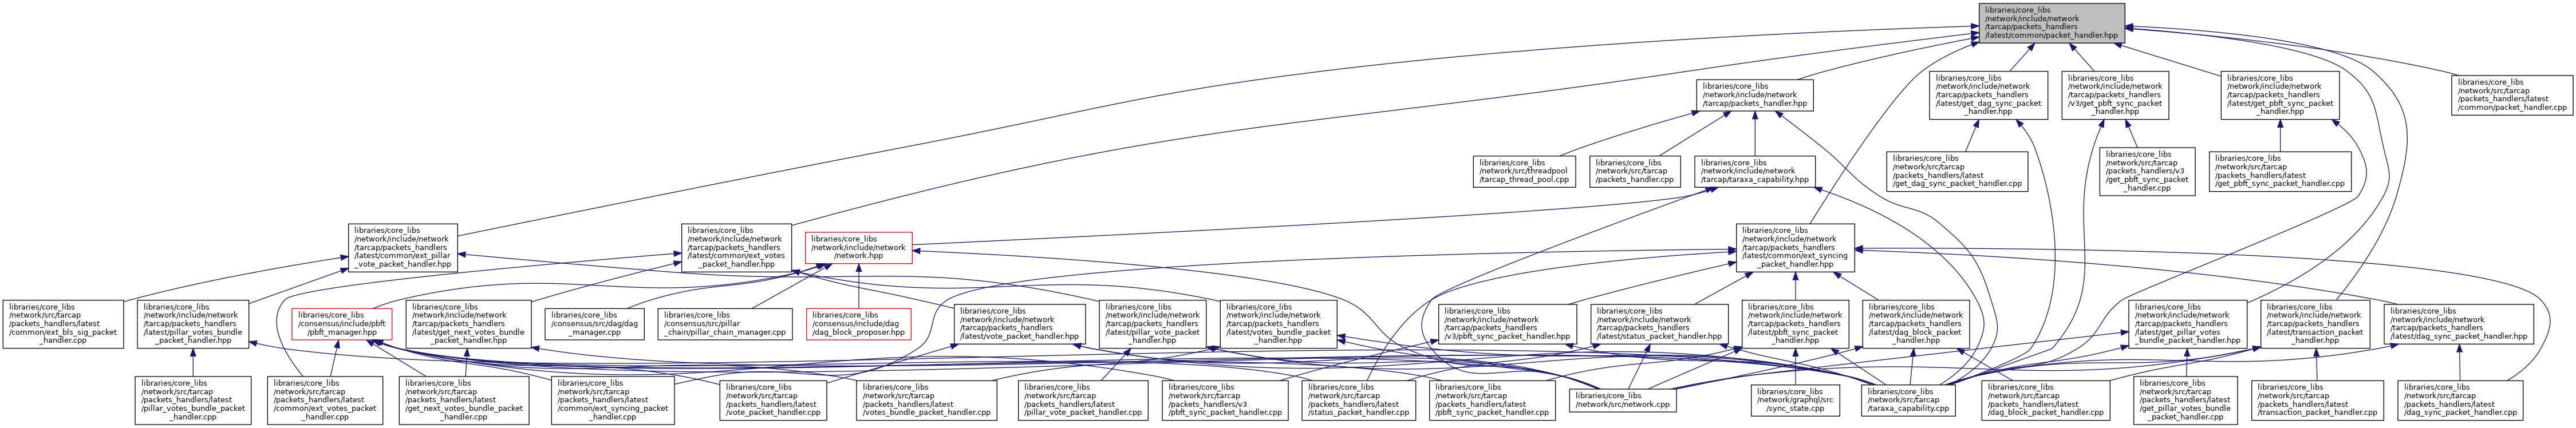 libraries/core_libs
/network/include/network
/tarcap/packets_handlers
/latest/common/packet_handler.hpp
libraries/core_libs
/network/include/network
/tarcap/packets_handler.hpp
libraries/core_libs
/network/include/network
/tarcap/packets_handlers
/latest/get_dag_sync_packet
_handler.hpp
libraries/core_libs
/network/include/network
/tarcap/packets_handlers
/v3/get_pbft_sync_packet
_handler.hpp
libraries/core_libs
/network/include/network
/tarcap/packets_handlers
/latest/get_pbft_sync_packet
_handler.hpp
libraries/core_libs
/network/src/tarcap
/packets_handlers/latest
/common/packet_handler.cpp
libraries/core_libs
/network/src/threadpool
/tarcap_thread_pool.cpp
libraries/core_libs
/network/src/tarcap
/packets_handler.cpp
libraries/core_libs
/network/include/network
/tarcap/taraxa_capability.hpp
libraries/core_libs
/network/src/tarcap
/packets_handlers/latest
/get_dag_sync_packet_handler.cpp
libraries/core_libs
/network/src/tarcap
/packets_handlers/v3
/get_pbft_sync_packet
_handler.cpp
libraries/core_libs
/network/src/tarcap
/packets_handlers/latest
/get_pbft_sync_packet_handler.cpp
libraries/core_libs
/network/include/network
/tarcap/packets_handlers
/latest/common/ext_pillar
_vote_packet_handler.hpp
libraries/core_libs
/network/include/network
/tarcap/packets_handlers
/latest/common/ext_votes
_packet_handler.hpp
libraries/core_libs
/network/include/network
/network.hpp
libraries/core_libs
/network/include/network
/tarcap/packets_handlers
/latest/common/ext_syncing
_packet_handler.hpp
libraries/core_libs
/network/src/tarcap
/packets_handlers/latest
/common/ext_bls_sig_packet
_handler.cpp
libraries/core_libs
/network/include/network
/tarcap/packets_handlers
/latest/pillar_votes_bundle
_packet_handler.hpp
libraries/core_libs
/consensus/include/pbft
/pbft_manager.hpp
libraries/core_libs
/network/include/network
/tarcap/packets_handlers
/latest/get_next_votes_bundle
_packet_handler.hpp
libraries/core_libs
/consensus/src/dag/dag
_manager.cpp
libraries/core_libs
/consensus/src/pillar
_chain/pillar_chain_manager.cpp
libraries/core_libs
/consensus/include/dag
/dag_block_proposer.hpp
libraries/core_libs
/network/include/network
/tarcap/packets_handlers
/latest/vote_packet_handler.hpp
libraries/core_libs
/network/include/network
/tarcap/packets_handlers
/latest/pillar_vote_packet
_handler.hpp
libraries/core_libs
/network/include/network
/tarcap/packets_handlers
/latest/votes_bundle_packet
_handler.hpp
libraries/core_libs
/network/include/network
/tarcap/packets_handlers
/v3/pbft_sync_packet_handler.hpp
libraries/core_libs
/network/include/network
/tarcap/packets_handlers
/latest/status_packet_handler.hpp
libraries/core_libs
/network/include/network
/tarcap/packets_handlers
/latest/pbft_sync_packet
_handler.hpp
libraries/core_libs
/network/include/network
/tarcap/packets_handlers
/latest/dag_block_packet
_handler.hpp
libraries/core_libs
/network/include/network
/tarcap/packets_handlers
/latest/get_pillar_votes
_bundle_packet_handler.hpp
libraries/core_libs
/network/include/network
/tarcap/packets_handlers
/latest/transaction_packet
_handler.hpp
libraries/core_libs
/network/include/network
/tarcap/packets_handlers
/latest/dag_sync_packet_handler.hpp
libraries/core_libs
/network/src/tarcap
/packets_handlers/latest
/pillar_votes_bundle_packet
_handler.cpp
libraries/core_libs
/network/src/tarcap
/packets_handlers/latest
/common/ext_votes_packet
_handler.cpp
libraries/core_libs
/network/src/tarcap
/packets_handlers/latest
/get_next_votes_bundle_packet
_handler.cpp
libraries/core_libs
/network/src/tarcap
/packets_handlers/latest
/common/ext_syncing_packet
_handler.cpp
libraries/core_libs
/network/src/tarcap
/packets_handlers/latest
/vote_packet_handler.cpp
libraries/core_libs
/network/src/tarcap
/packets_handlers/latest
/votes_bundle_packet_handler.cpp
libraries/core_libs
/network/src/tarcap
/packets_handlers/latest
/pillar_vote_packet_handler.cpp
libraries/core_libs
/network/src/tarcap
/packets_handlers/v3
/pbft_sync_packet_handler.cpp
libraries/core_libs
/network/src/tarcap
/packets_handlers/latest
/status_packet_handler.cpp
libraries/core_libs
/network/src/tarcap
/packets_handlers/latest
/pbft_sync_packet_handler.cpp
libraries/core_libs
/network/src/network.cpp
libraries/core_libs
/network/graphql/src
/sync_state.cpp
libraries/core_libs
/network/src/tarcap
/taraxa_capability.cpp
libraries/core_libs
/network/src/tarcap
/packets_handlers/latest
/dag_block_packet_handler.cpp
libraries/core_libs
/network/src/tarcap
/packets_handlers/latest
/get_pillar_votes_bundle
_packet_handler.cpp
libraries/core_libs
/network/src/tarcap
/packets_handlers/latest
/transaction_packet_handler.cpp
libraries/core_libs
/network/src/tarcap
/packets_handlers/latest
/dag_sync_packet_handler.cpp